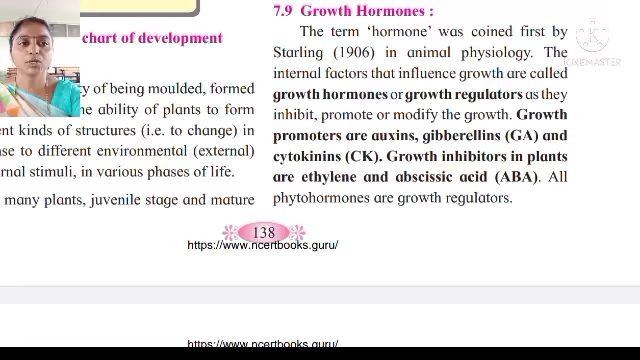 chart of development
y of being moulded, formed
he ability of plants to form
ent kinds of structures (i.e. to change) in
nse to different environmental (external)
rnal stimuli, in various phases of life.
many plants, juvenile stage and mature
7.9 Growth Hormones :
The term ‘hormone’ was coined first by
Starling (1906) in animal physiology. The
internal factors that influence growth are called
growth hormones or growth regulators as they
inhibit, promote or modify the growth. Growth
promoters are auxins, gibberellins (GA) and
cytokinins (CK). Growth inhibitors in plants
are ethylene and abscissic acid (ABA). All
phytohormones are growth regulators.
138
https://www.ncertbooks.guru/
https://www.ncertbooks.guru/
K
KINEMASTER